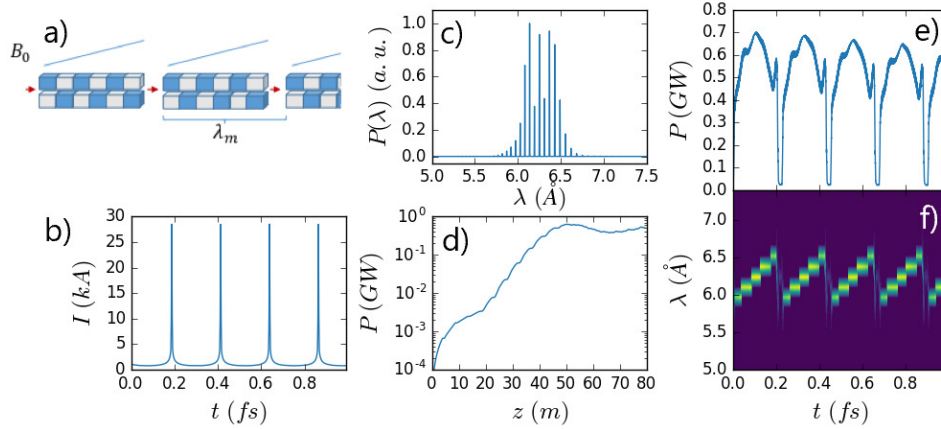 a)
B₀
λₘ
b)
I (kA)
30
25
20
15
10
5
0
0.0 0.2 0.4 0.6 0.8
t (fs)
c)
P(λ) (a.u.)
1.0
0.8
0.6
0.4
0.2
0.0
5.0 5.5 6.0 6.5 7.0 7.5
λ (Å)
d)
P (GW)
10⁰
10⁻¹
10⁻²
10⁻³
10⁻⁴
0 10 20 30 40 50 60 70 80
z (m)
e)
P (GW)
0.8
0.7
0.6
0.5
0.4
0.3
0.2
0.1
0.0
f)
λ (Å)
7.0
6.5
6.0
5.5
5.0
0.0 0.2 0.4 0.6 0.8
t (fs)